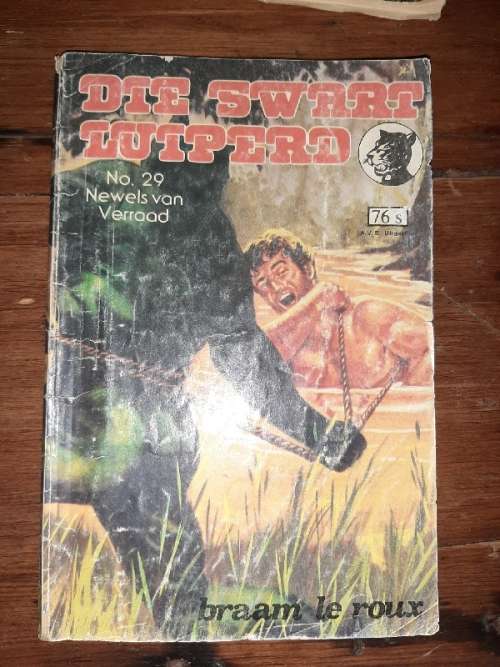 DIE SWART
LUIPERD
No. 29
Newels van
Verraad
76 s
braam le roux